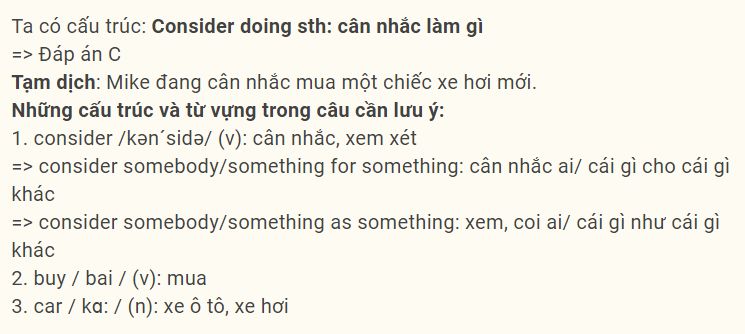 Ta có cấu trúc: Consider doing sth: cân nhắc làm gì
=> Đáp án C
Tạm dịch: Mike đang cân nhắc mua một chiếc xe hơi mới.
Những cấu trúc và từ vựng trong câu cần lưu ý:
1. consider /kən´sidə/ (v): cân nhắc, xem xét
=> consider somebody/something for something: cân nhắc ai/ cái gì cho cái gì
khác
=> consider somebody/something as something: xem, coi ai/ cái gì như cái gì
khác
2. buy / bai / (v): mua
3. car / kɑ: / (n): xe ô tô, xe hơi